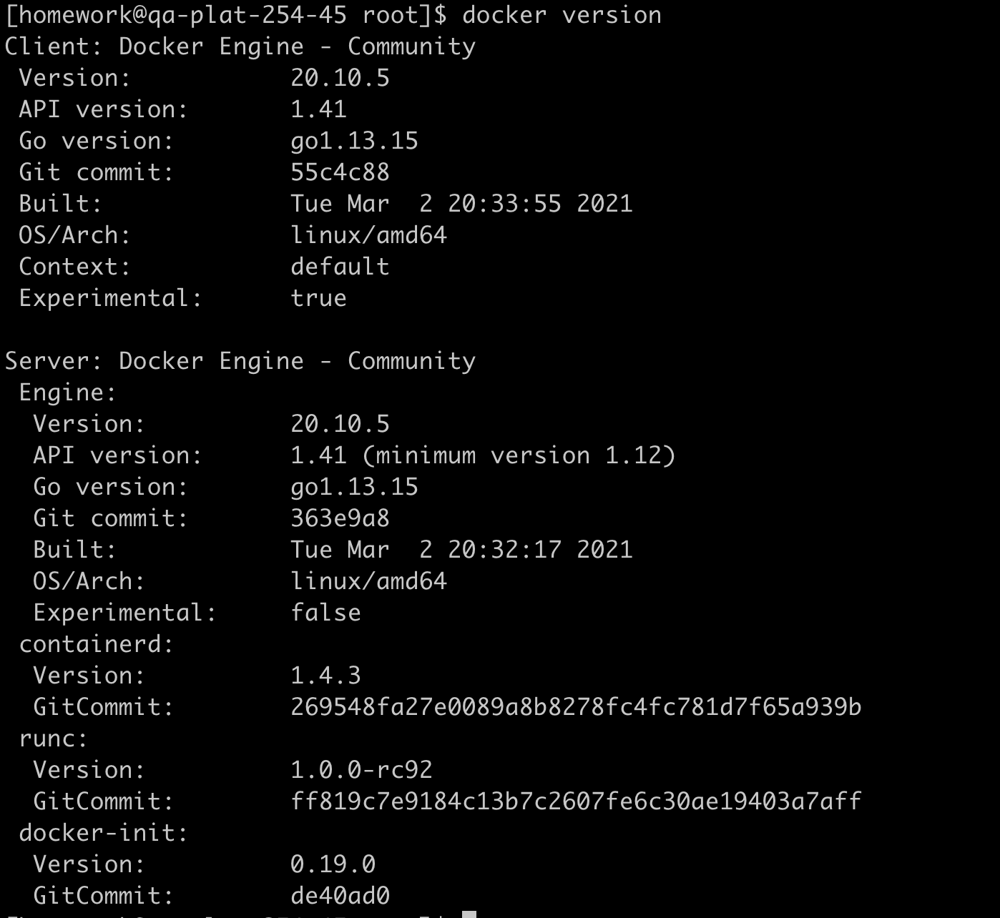 [homework@qa-plat-254-45 root]$ docker version
Client: Docker Engine - Community
 Version:           20.10.5
 API version:       1.41
 Go version:        go1.13.15
 Git commit:        55c4c88
 Built:             Tue Mar  2 20:33:55 2021
 OS/Arch:           linux/amd64
 Context:           default
 Experimental:      true

Server: Docker Engine - Community
 Engine:
  Version:          20.10.5
  API version:      1.41 (minimum version 1.12)
  Go version:       go1.13.15
  Git commit:       363e9a8
  Built:            Tue Mar  2 20:32:17 2021
  OS/Arch:          linux/amd64
  Experimental:     false
 containerd:
  Version:          1.4.3
  GitCommit:        269548fa27e0089a8b8278fc4fc781d7f65a939b
 runc:
  Version:          1.0.0-rc92
  GitCommit:        ff819c7e9184c13b7c2607fe6c30ae19403a7aff
 docker-init:
  Version:          0.19.0
  GitCommit:        de40ad0